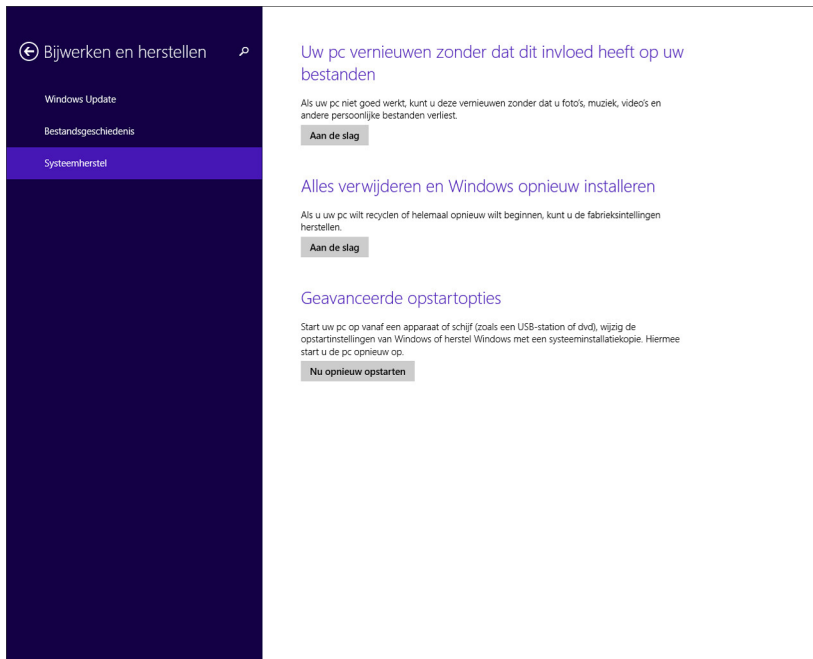 Bijwerken en herstellen
Windows Update
Bestandsgeschiedenis
Systeemherstel
Uw pc vernieuwen zonder dat dit invloed heeft op uw
bestanden
Als uw pc niet goed werkt, kunt u deze vernieuwen zonder dat u foto's, muziek, video's en
andere persoonlijke bestanden verliest.
Aan de slag
Alles verwijderen en Windows opnieuw installeren
Als u uw pc wilt recyclen of helemaal opnieuw wilt beginnen, kunt u de fabrieksintellingen
herstellen.
Aan de slag
Geavanceerde opstartopties
Start uw pc op vanaf een apparaat of schijf (zoals een USB-station of dvd), wijzig de
opstartinstellingen van Windows of herstel Windows met een systeeminstallatiekopie. Hiermee
start u de pc opnieuw op.
Nu opnieuw opstarten